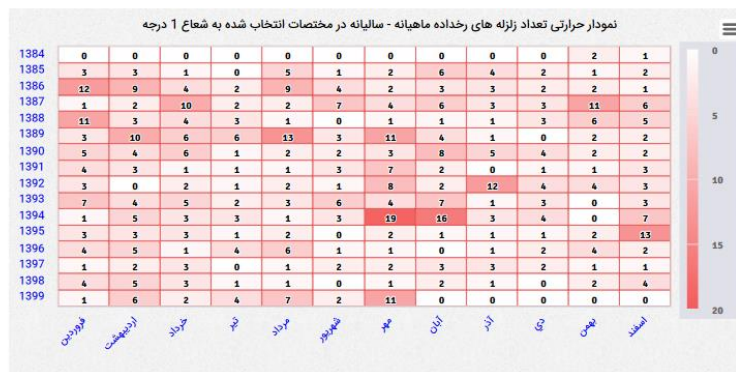 نمودار حرارتی تعداد زلزله های رخداده ماهیانه - سالیانه در مختصات انتخاب شده به شعاع 1 درجه
1384 0 0 0 0 0 0 0 0 0 0 2 1
1385 3 3 1 0 5 1 2 6 4 2 1 2
1386 12 9 4 2 9 4 2 3 3 2 2 1
1387 1 2 10 2 2 7 4 6 3 3 11 6
1388 11 3 4 3 1 0 1 1 1 3 6 5
1389 3 10 6 6 13 3 11 4 1 0 2 2
1390 5 4 6 1 2 2 3 8 5 4 2 2
1391 4 3 1 1 1 3 7 2 0 1 1 3
1392 3 0 2 1 2 1 8 2 12 4 4 3
1393 7 4 5 2 3 6 4 7 1 3 0 3
1394 1 5 3 3 1 3 19 16 3 4 0 7
1395 3 3 3 1 2 0 2 1 1 1 2 13
1396 4 5 1 4 6 1 1 0 1 2 4 2
1397 1 2 3 0 1 2 2 3 3 2 1 1
1398 4 5 3 1 1 0 1 2 1 0 2 4
1399 1 6 2 4 7 2 11 0 0 0 0 0
فروردین اردیبهشت خرداد تیر مرداد شهریور مهر آبان آذر دي بهمن اسفند
0
5
10
15
20